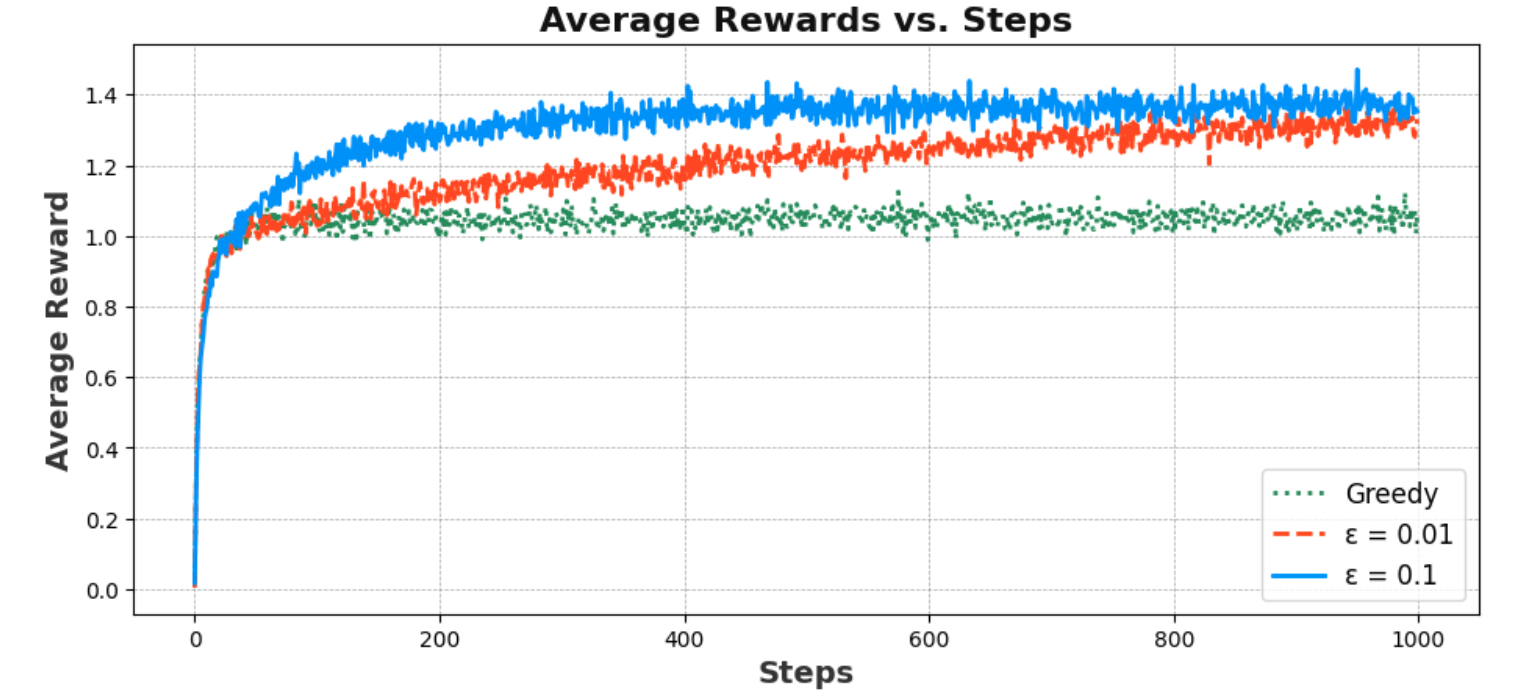 Average Rewards vs. Steps
Average Reward
1.4
1.2
1.0
0.8
0.6
0.4
0.2
0.0
0 200 400 600 800 1000
Steps
Greedy
ε = 0.01
ε = 0.1